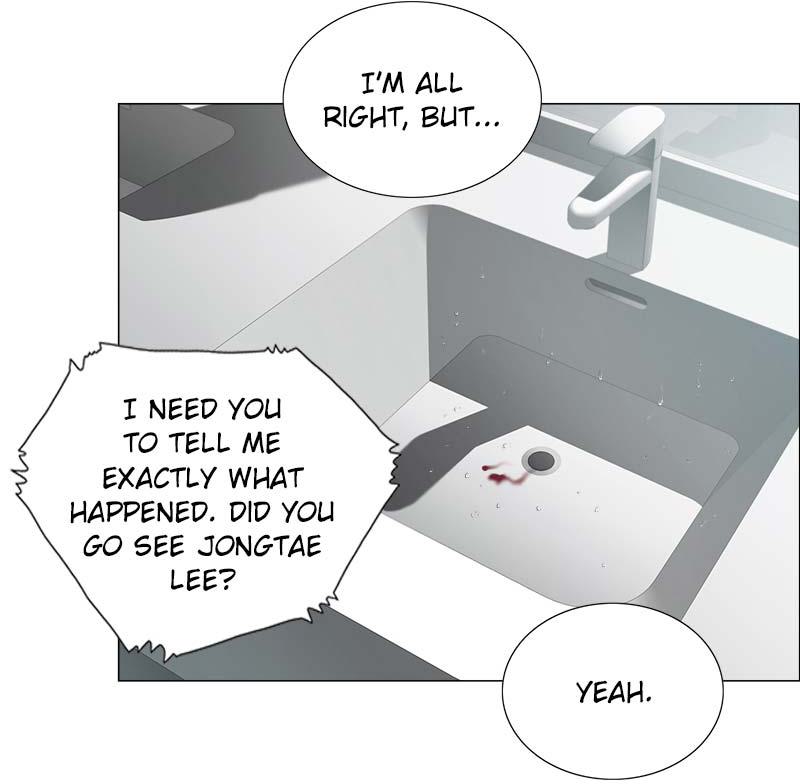 I'M ALL
RIGHT, BUT...
I NEED YOU
TO TELL ME
EXACTLY WHAT
HAPPENED. DID YOU
GO SEE JONGTAE
LEE?
YEAH.